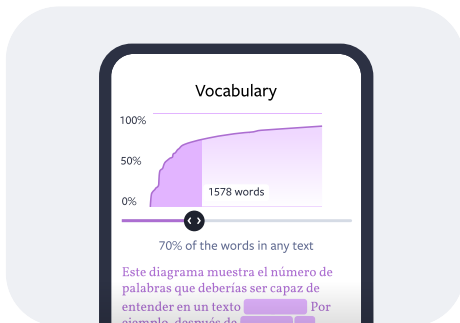 Vocabulary
100%
50%
0%
1578 words
70% of the words in any text
Este diagrama muestra el número de
palabras que deberías ser capaz de
entender en un texto Por
ejemplo, después de